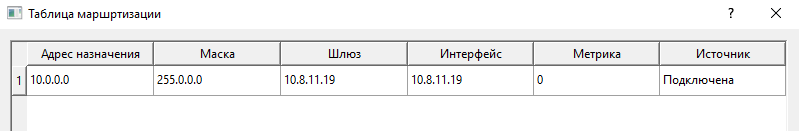 Таблица маршртизации
Адрес назначения Маска Шлюз Интерфейс Метрика Источник
1 10.0.0.0 255.0.0.0 10.8.11.19 10.8.11.19 0 Подключена